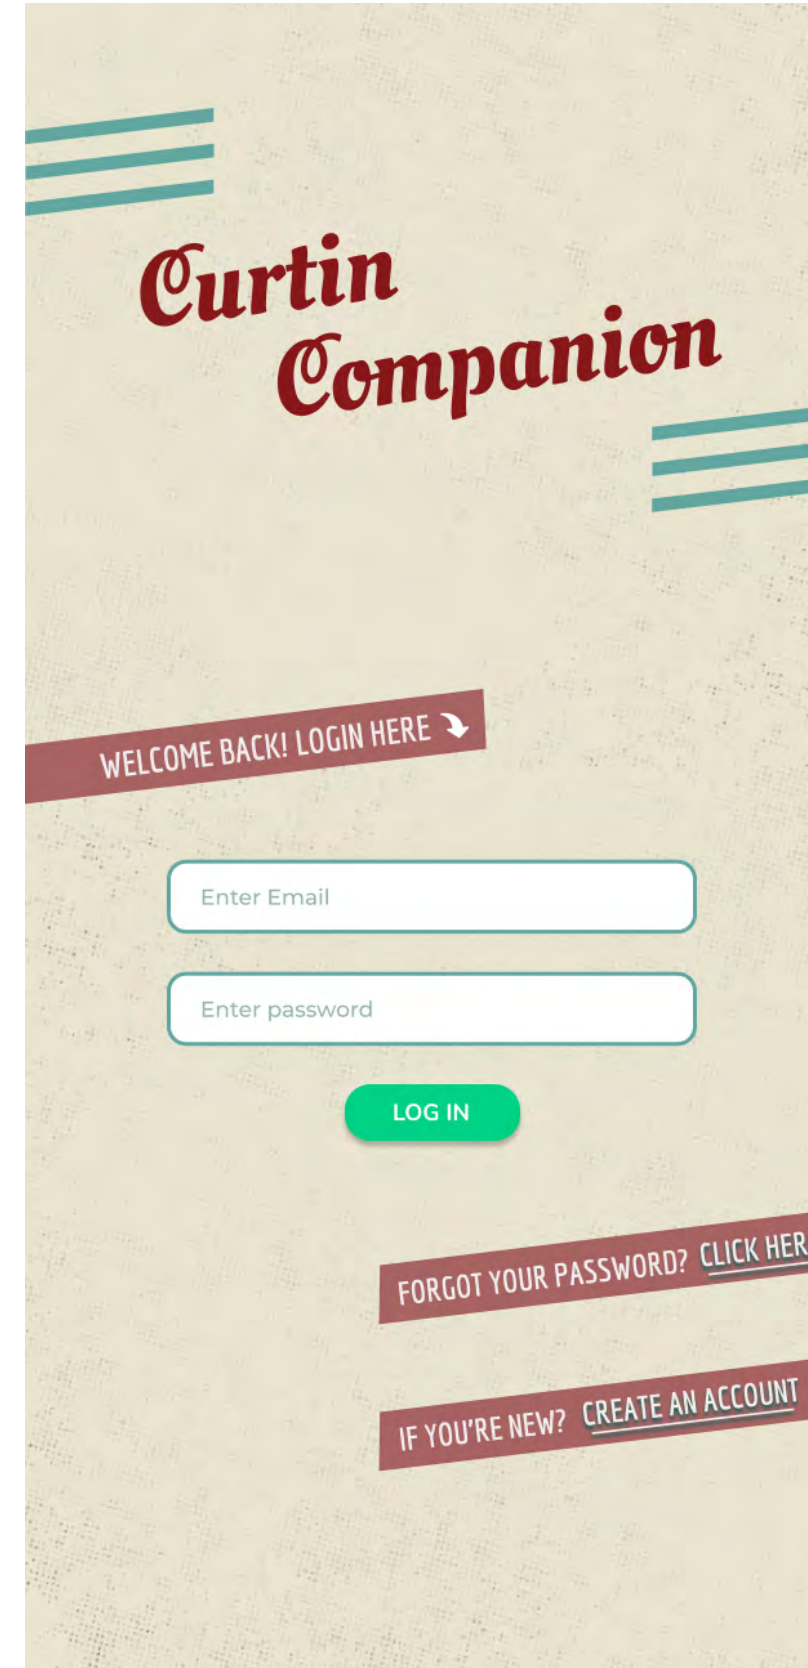 Curtin
Companion
WELCOME BACK! LOGIN HERE
Enter Email
Enter password
LOG IN
FORGOT YOUR PASSWORD? CLICK HER
IF YOU'RE NEW? CREATE AN ACCOUNT